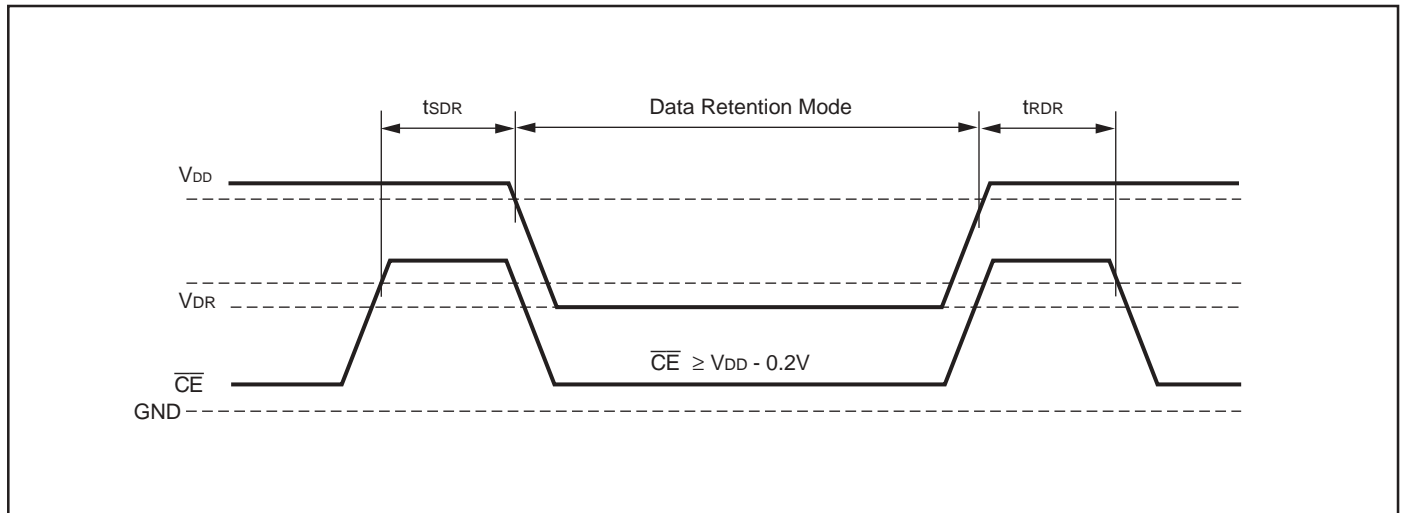 tSDR Data Retention Mode tRDR
VDD
VDR
CE ≥ VDD - 0.2V
CE
GND